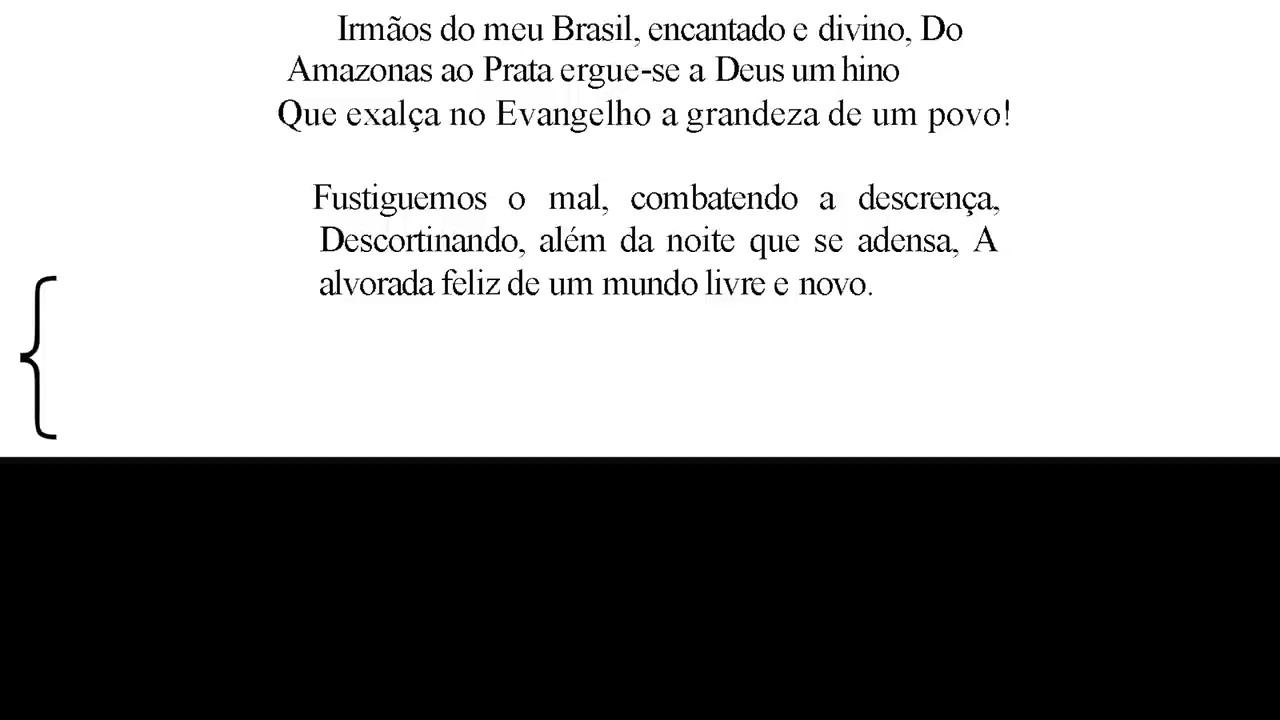 Irmãos do meu Brasil, encantado e divino, Do
Amazonas ao Prata ergue-se a Deus um hino
Que exalça no Evangelho a grandeza de um povo!
Fustiguemos o mal, combatendo a descrença,
Descortinando, além da noite que se adensa, A
alvorada feliz de um mundo livre e novo.